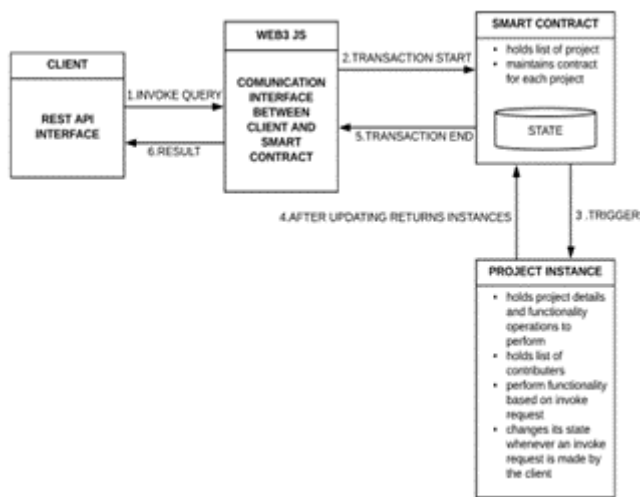 CLIENT
REST API
INTERFACE
1.INVOKE QUERY
6.RESULT
WEB3 JS
COMUNICATION
INTERFACE
BETWEEN
CLIENT AND
SMART
CONTRACT
2.TRANSACTION START
5.TRANSACTION END
SMART CONTRACT
• holds list of project
• maintains contract
for each project
STATE
4.AFTER UPDATING RETURNS INSTANCES
3 .TRIGGER
PROJECT INSTANCE
• holds project details
and functionality
operations to
perform
• holds list of
contributers
• perform functionality
based on invoke
request
• changes its state
whenever an invoke
request is made by
the client